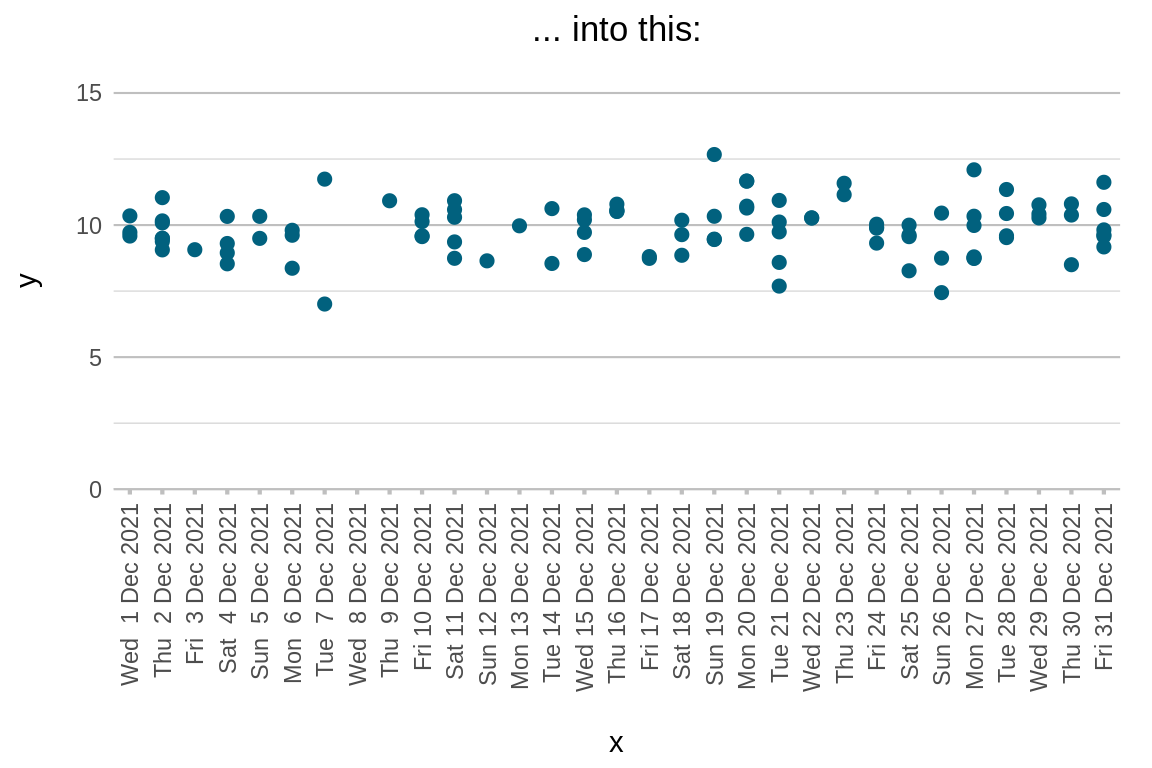 ... into this:
15
10
5
0
y
Wed  1 Dec 2021
Thu  2 Dec 2021
Fri  3 Dec 2021
Sat  4 Dec 2021
Sun  5 Dec 2021
Mon  6 Dec 2021
Tue  7 Dec 2021
Wed  8 Dec 2021
Thu  9 Dec 2021
Fri 10 Dec 2021
Sat 11 Dec 2021
Sun 12 Dec 2021
Mon 13 Dec 2021
Tue 14 Dec 2021
Wed 15 Dec 2021
Thu 16 Dec 2021
Fri 17 Dec 2021
Sat 18 Dec 2021
Sun 19 Dec 2021
Mon 20 Dec 2021
Tue 21 Dec 2021
Wed 22 Dec 2021
Thu 23 Dec 2021
Fri 24 Dec 2021
Sat 25 Dec 2021
Sun 26 Dec 2021
Mon 27 Dec 2021
Tue 28 Dec 2021
Wed 29 Dec 2021
Thu 30 Dec 2021
Fri 31 Dec 2021
x